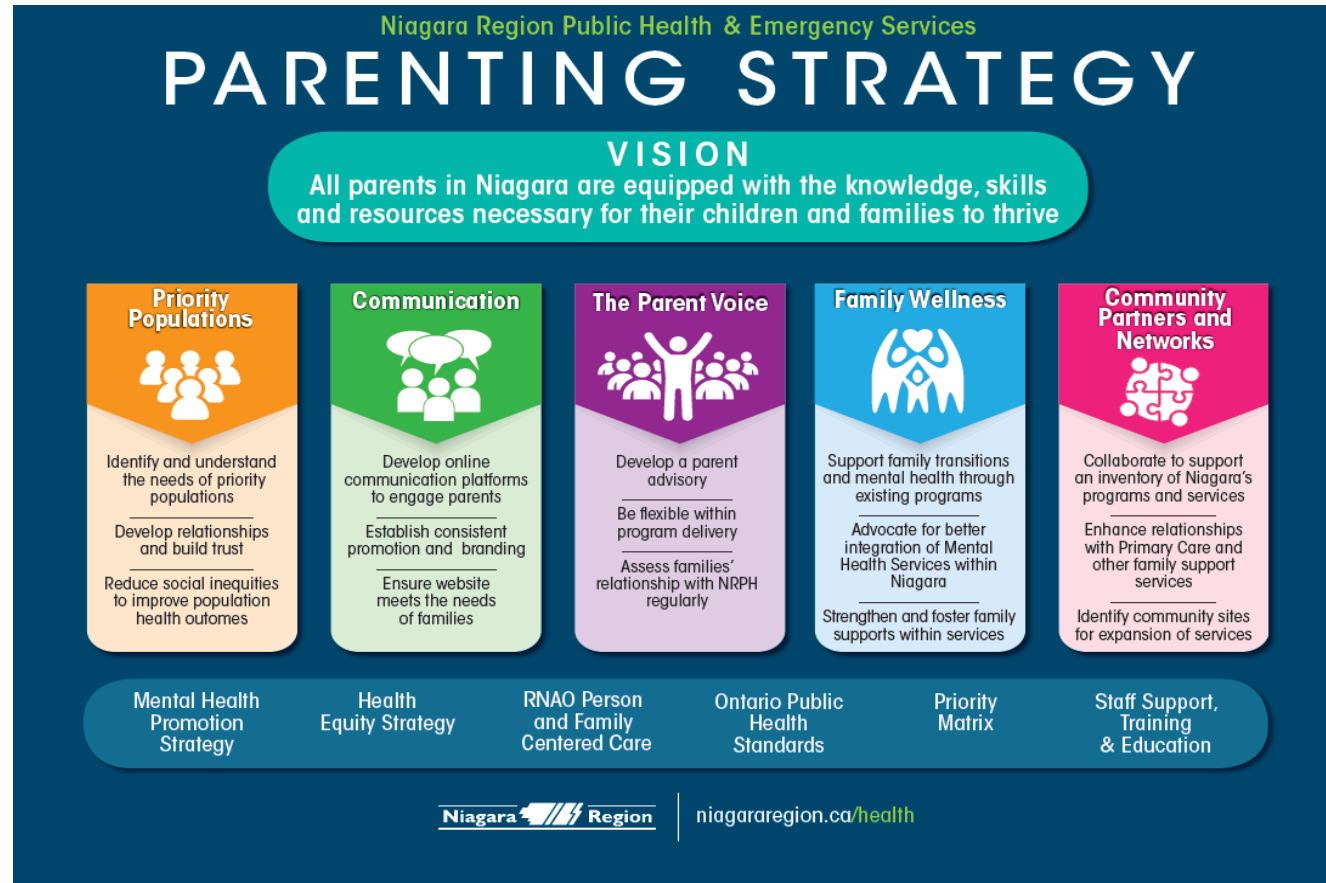 Niagara Region Public Health & Emergency Services
PARENTING STRATEGY
VISION
All parents in Niagara are equipped with the knowledge, skills
and resources necessary for their children and families to thrive
Priority
Populations
Identify and understand
the needs of priority
populations
Develop relationships
and build trust
Reduce social inequities
to improve population
health outcomes
Communication
Develop online
communication platforms
to engage parents
Establish consistent
promotion and branding
Ensure website
meets the needs
of families
The Parent Voice
Develop a parent
advisory
Be flexible within
program delivery
Assess families'
relationship with NRPH
regularly
Family Wellness
Support family transitions
and mental health through
existing programs
Advocate for better
integration of Mental
Health Services within
Niagara
Strengthen and foster family
supports within services
Community
Partners and
Networks
Collaborate to support
an inventory of Niagara's
programs and services
Enhance relationships
with Primary Care and
other family support
services
Identify community sites
for expansion of services
Mental Health
Promotion
Strategy
Health
Equity Strategy
RNAO Person
and Family
Centered Care
Ontario Public
Health
Standards
Priority
Matrix
Staff Support,
Training
& Education
Niagara Region
niagararegion.ca/health